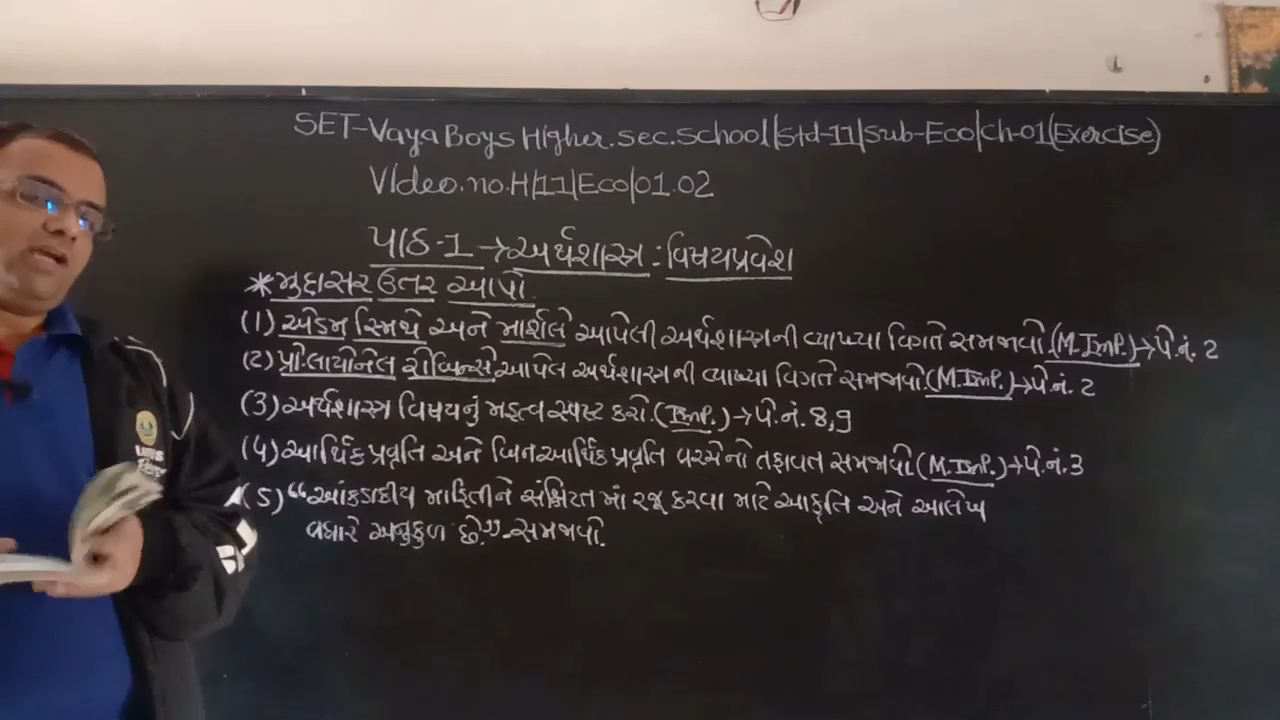 SET-Vaya Boys Higher.sec.School|Std-11|Sub-Eco|Ch-01(Exercise)
Video.no.H|11|Eco|01.02
પાઠ-1 → અર્થશાસ્ત્ર : વિષયપ્રવેશ
* મુદ્દાસર ઉતર આપો.
(1) એડમ સ્મિથે અને માર્શલે આપેલી અર્થશાસ્ત્રની વ્યાખ્યા વિગતે સમજાવો.(M.Imp.)→પે.નં. 2
(2) પ્રો.લાયોનેલ રોબિન્સે આપેલ અર્થશાસ્ત્રની વ્યાખ્યા વિગતે સમજાવો.(M.Imp.)→પે.નં. 2
(3) અર્થશાસ્ત્ર વિષયનું મહત્વ સ્પષ્ટ કરો.(Imp.)→પે.નં. 8,9
(4) આર્થિક પ્રવૃતિ અને બિનઆર્થિક પ્રવૃતિ વચ્ચેનો તફાવત સમજાવો.(M.Imp.)→પે.નં. 3
(5) “આંકડાકીય માહિતીને સંક્ષિપ્ત માં રજૂ કરવા માટે આકૃતિ અને આલેખ
વધારે અનુકુળ છે.”-સમજાવો.